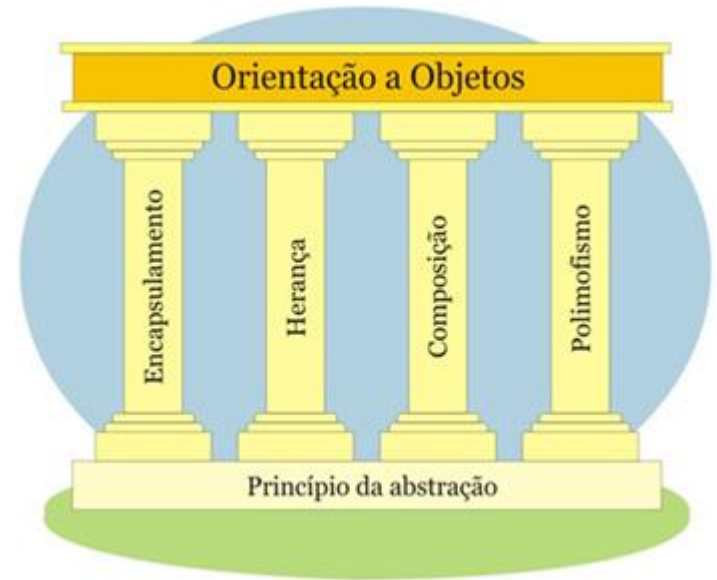 Orientação a Objetos
Encapsulamento
Herança
Composição
Polimofismo
Princípio da abstração